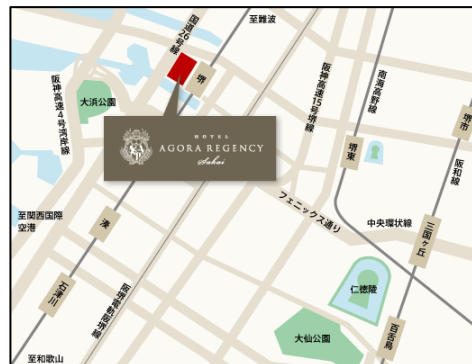 至難波
国道26号線
堺
阪神高速15号堺線
南海高野線
堺市
阪神高速4号湾岸線
大浜公園
HOTEL
AGORA REGENCY
Sakai
堺東
阪和線
フェニックス通り
中央環状線
三国ヶ丘
至関西国際
空港
湊
石津川
阪堺電軌阪堺線
仁徳陵
大仙公園
百舌鳥
至和歌山